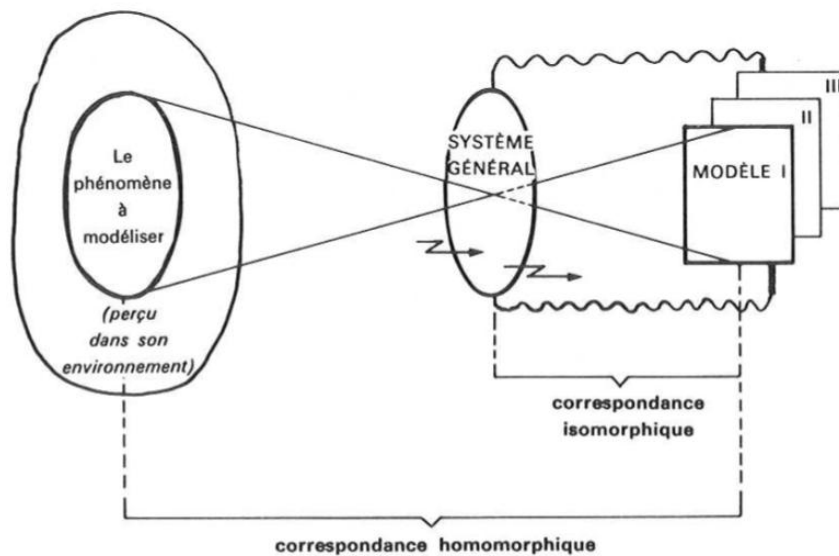 Le
phénomène
à
modéliser
(perçu
dans son
environnement)
SYSTÈME
GÉNÉRAL
MODÈLE I
II
III
correspondance
isomorphique
correspondance homomorphique